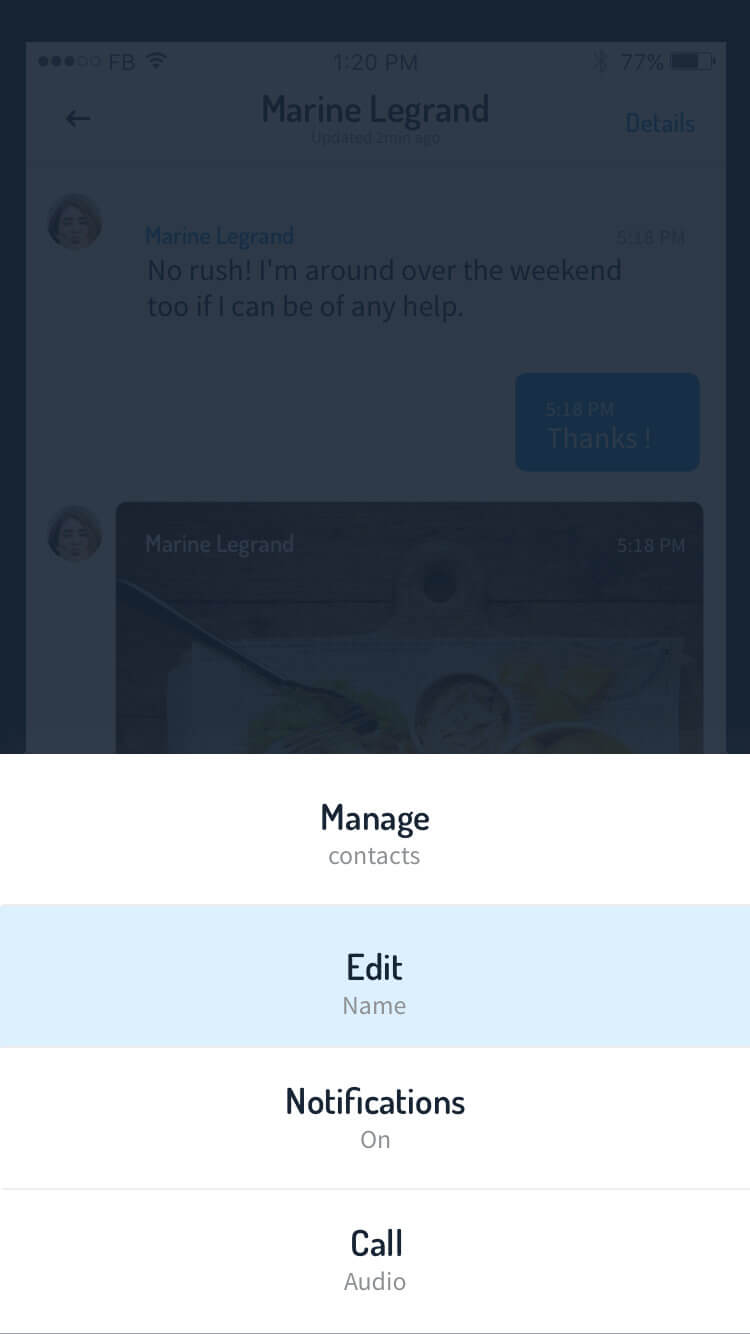 FB 1:20 PM 77%
Marine Legrand
Updated 2min ago
Details
Marine Legrand 5:18 PM
No rush! I'm around over the weekend
too if I can be of any help.
5:18 PM
Thanks !
Marine Legrand 5:18 PM
Manage
contacts
Edit
Name
Notifications
On
Call
Audio